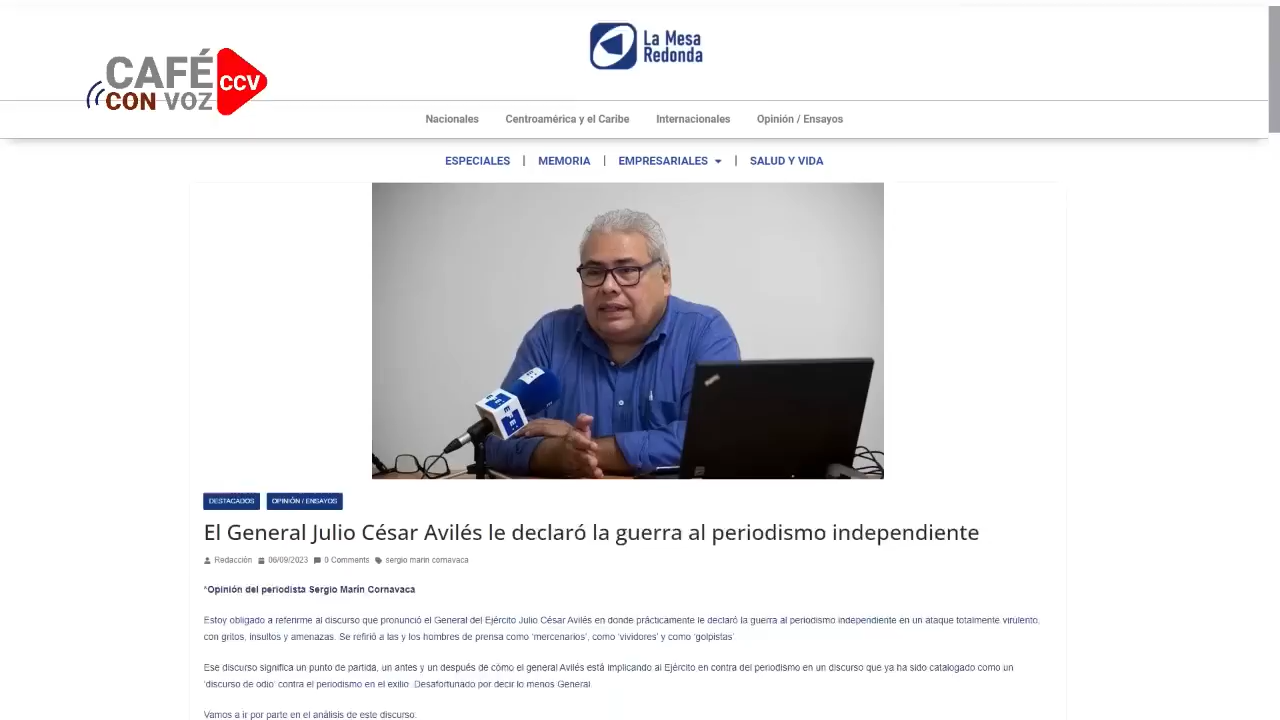 La Mesa
Redonda
CAFÉ
CON VOZ
CCV
Nacionales
Centroamérica y el Caribe
Internacionales
Opinión / Ensayos
ESPECIALES
MEMORIA
EMPRESARIALES
SALUD Y VIDA
DESTACADOS
OPINIÓN / ENSAYOS
El General Julio César Avilés le declaró la guerra al periodismo independiente
Redacción 06/09/2023 0 Comments sergio marin cornavaca
*Opinión del periodista Sergio Marín Cornavaca
Estoy obligado a referirme al discurso que pronunció el General del Ejército Julio César Avilés en donde prácticamente le declaró la guerra al periodismo independiente en un ataque totalmente virulento,
con gritos, insultos y amenazas. Se refirió a las y los hombres de prensa como ‘mercenarios’, como ‘vividores’ y como ‘golpistas’
Ese discurso significa un punto de partida, un antes y un después de cómo el general Avilés está implicando al Ejército en contra del periodismo en un discurso que ya ha sido catalogado como un
‘discurso de odio’ contra el periodismo en el exilio. Desafortunado por decir lo menos General.
Vamos a ir por parte en el análisis de este discurso: